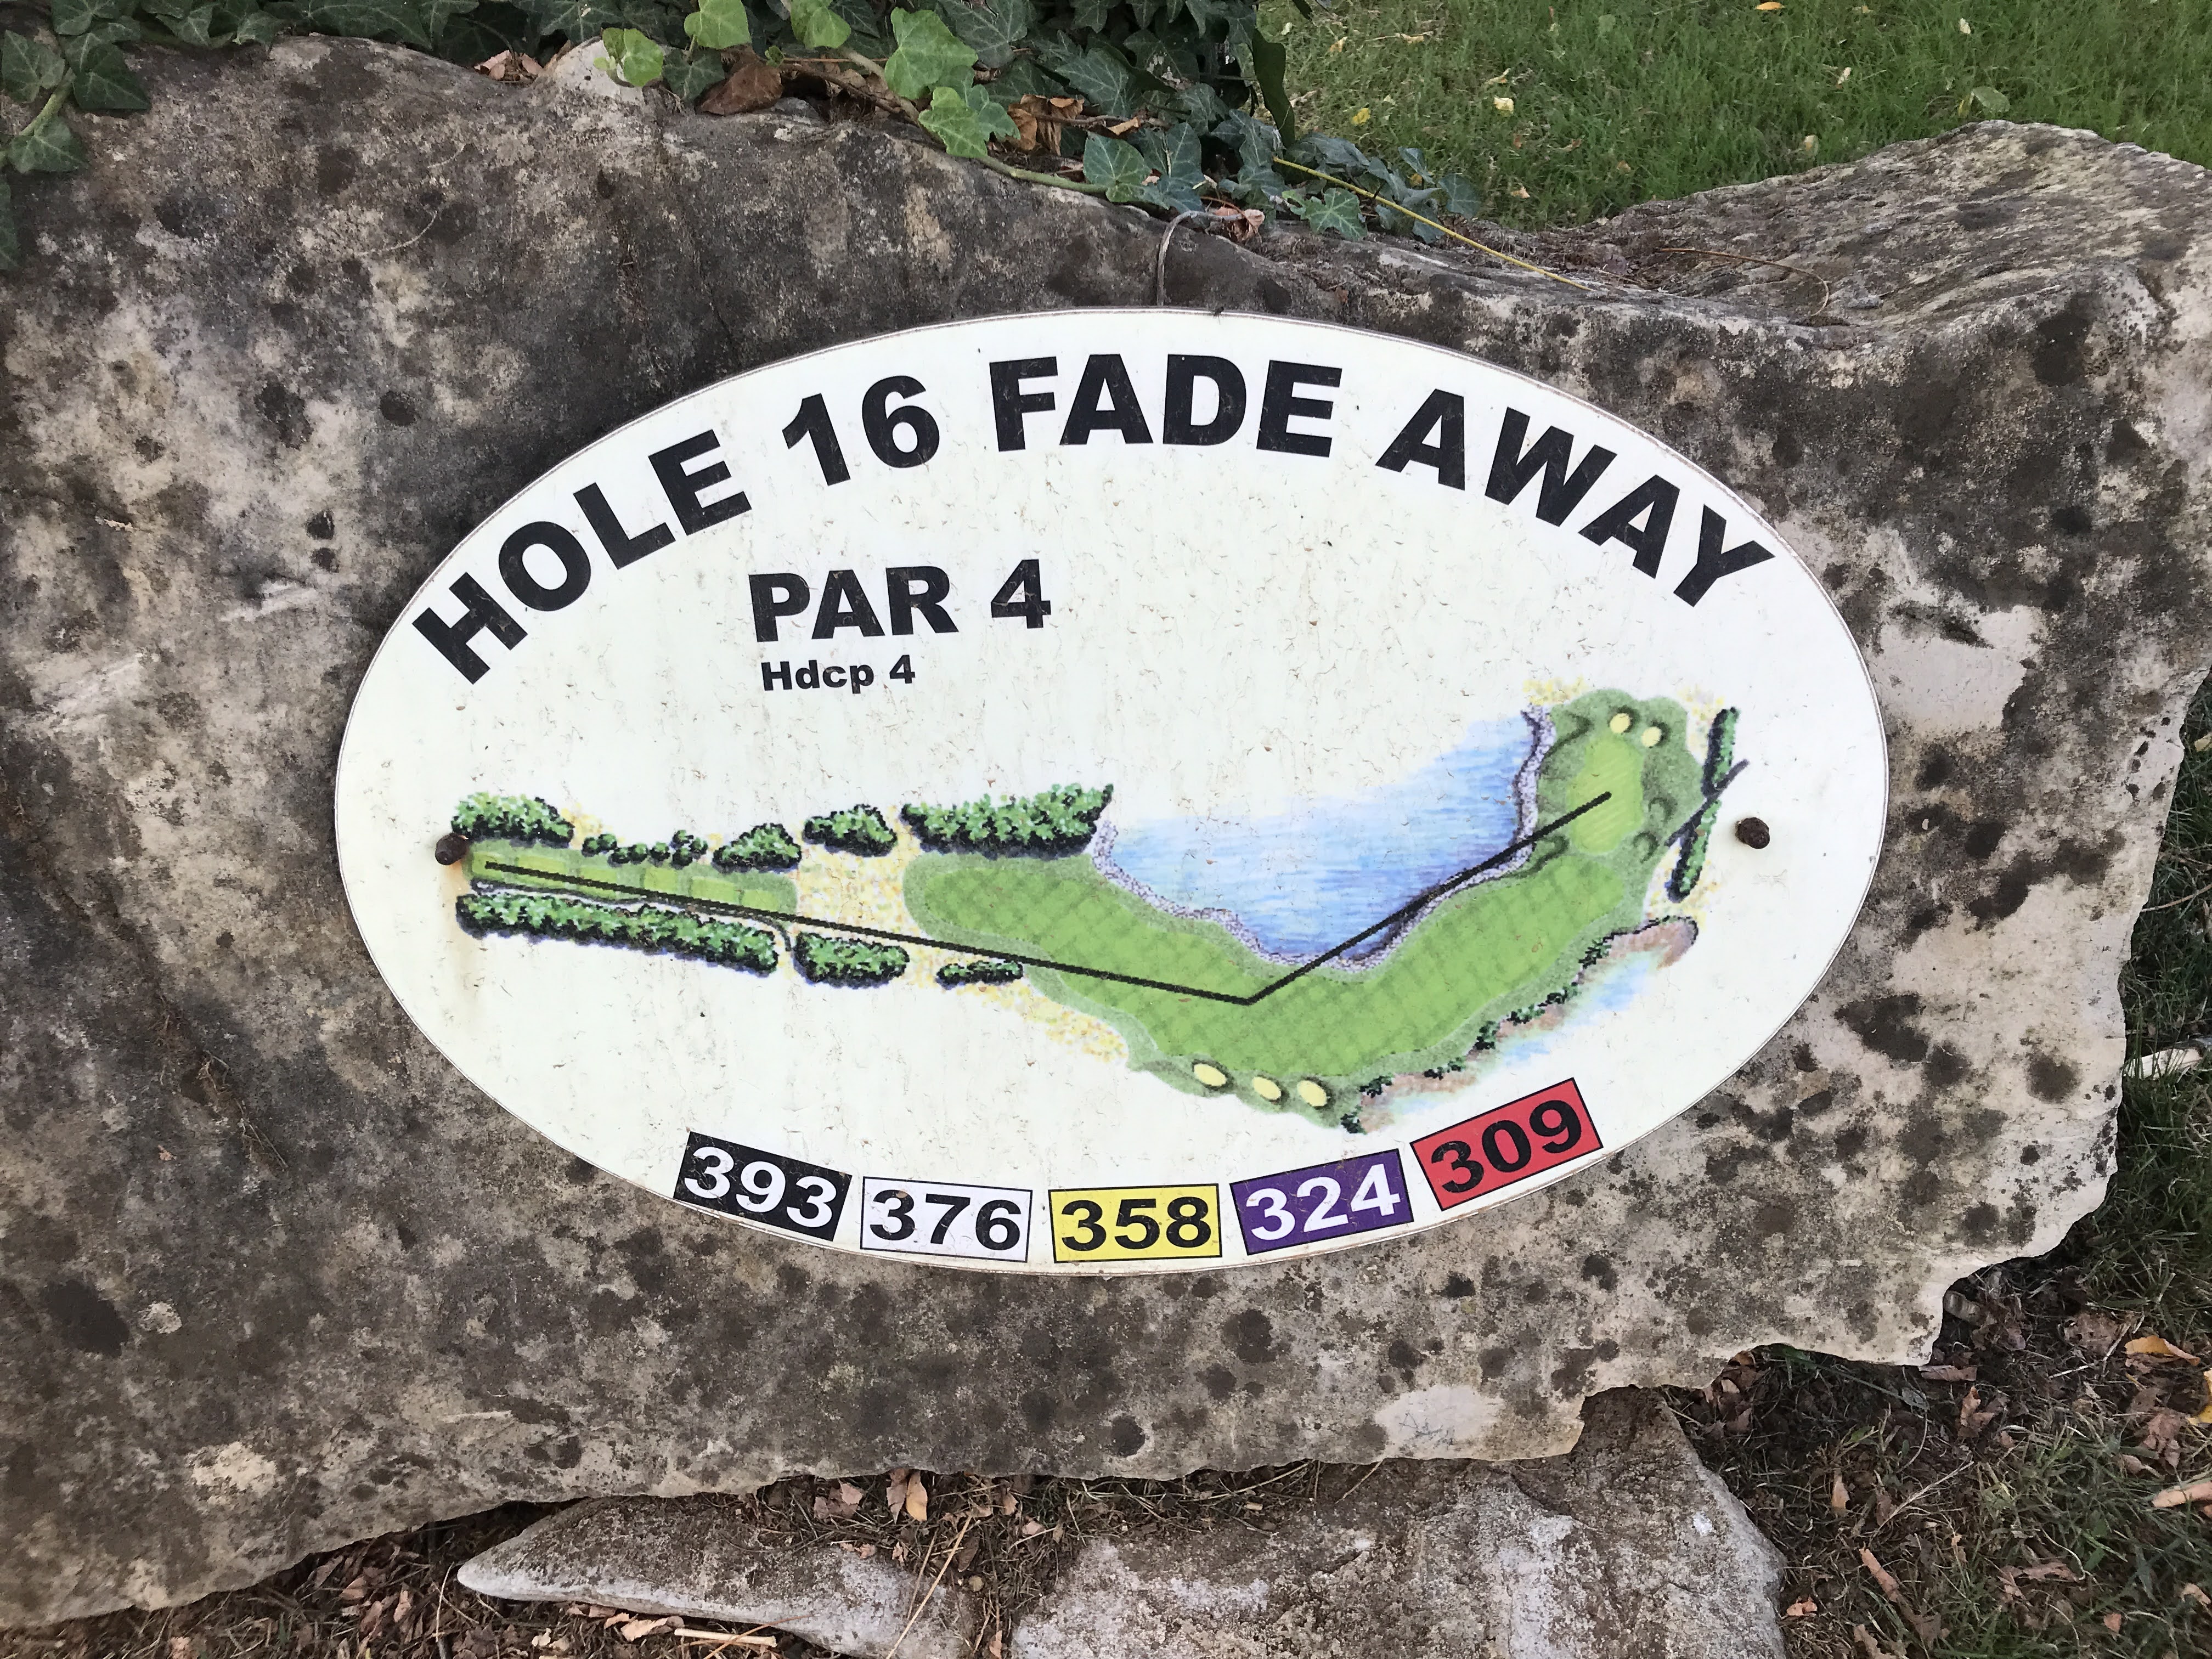 HOLE 16 FADE AWAY
PAR 4
Hdcp 4
393 376 358 324 309